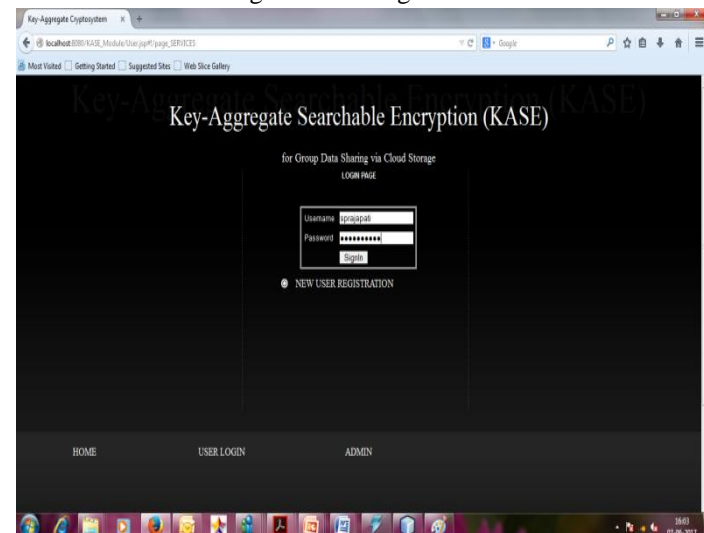 Key-Aggregate Cryptosystem × +
localhost:8080/KASE_Module/User.jsp#!/page_SERVICES
Google
Most Visited Getting Started Suggested Sites Web Slice Gallery
Key-Aggregate Searchable Encryption (KASE)
Key-Aggregate Searchable Encryption (KASE)
for Group Data Sharing via Cloud Storage
LOGIN PAGE
Username sprajapati
Password ●●●●●●●●●●
SignIn
NEW USER REGISTRATION
HOME USER LOGIN ADMIN
16:03